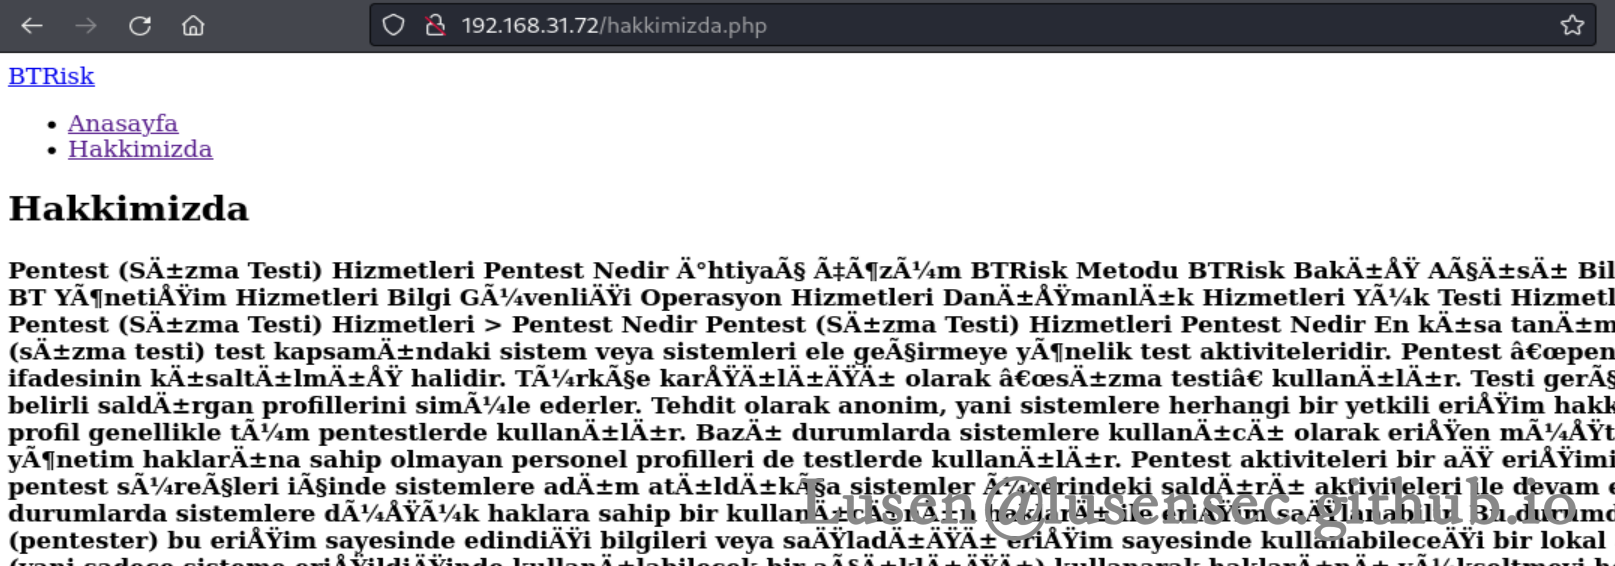 192.168.31.72/hakkimizda.php
BTRisk
Anasayfa
Hakkimizda
Hakkimizda
Pentest (SÄ±zma Testi) Hizmetleri Pentest Nedir Ä°htiyaÃ§ Ã‡Ã¶zÃ¼m BTRisk Metodu BTRisk BakÄ±ÅŸ AÃ§Ä±sÄ± Bil
BT YÃ¶netiÅŸim Hizmetleri Bilgi GÃ¼venliÄŸi Operasyon Hizmetleri DanÄ±ÅŸmanlÄ±k Hizmetleri YÃ¼k Testi Hizmetl
Pentest (SÄ±zma Testi) Hizmetleri > Pentest Nedir Pentest (SÄ±zma Testi) Hizmetleri Pentest Nedir En kÄ±sa tanÄ±m
(sÄ±zma testi) test kapsamÄ±ndaki sistem veya sistemleri ele geÃ§irmeye yÃ¶nelik test aktiviteleridir. Pentest â€œpen
ifadesinin kÄ±saltÄ±lmÄ±ÅŸ halidir. TÃ¼rkÃ§e karÅŸÄ±lÄ±ÄŸÄ± olarak â€œsÄ±zma testiâ€ kullanÄ±lÄ±r. Testi gerÃ§
belirli saldÄ±rgan profillerini simÃ¼le ederler. Tehdit olarak anonim, yani sistemlere herhangi bir yetkili eriÅŸim hakk
profil genellikle tÃ¼m pentestlerde kullanÄ±lÄ±r. BazÄ± durumlarda sistemlere kullanÄ±cÄ± olarak eriÅŸen mÃ¼ÅŸt
yÃ¶netim haklarÄ±na sahip olmayan personel profilleri de testlerde kullanÄ±lÄ±r. Pentest aktiviteleri bir aÄŸ eriÅŸimi
pentest sÃ¼reÃ§leri iÃ§inde sistemlere adÄ±m atÄ±ldÄ±kÃ§a sistemler Ã¼zerindeki saldÄ±rÄ± aktiviteleri ile devam e
durumlarda sistemlere dÃ¼ÅŸÃ¼k haklara sahip bir kullanÄ±cÄ±nÄ±n haklarÄ± ile eriÅŸim saÄŸlanabilir. Bu durumd
Lusen@lusensec.github.io
(pentester) bu eriÅŸim sayesinde edindiÄŸi bilgileri veya saÄŸladÄ±ÄŸÄ± eriÅŸim sayesinde kullanabileceÄŸi bir lokal